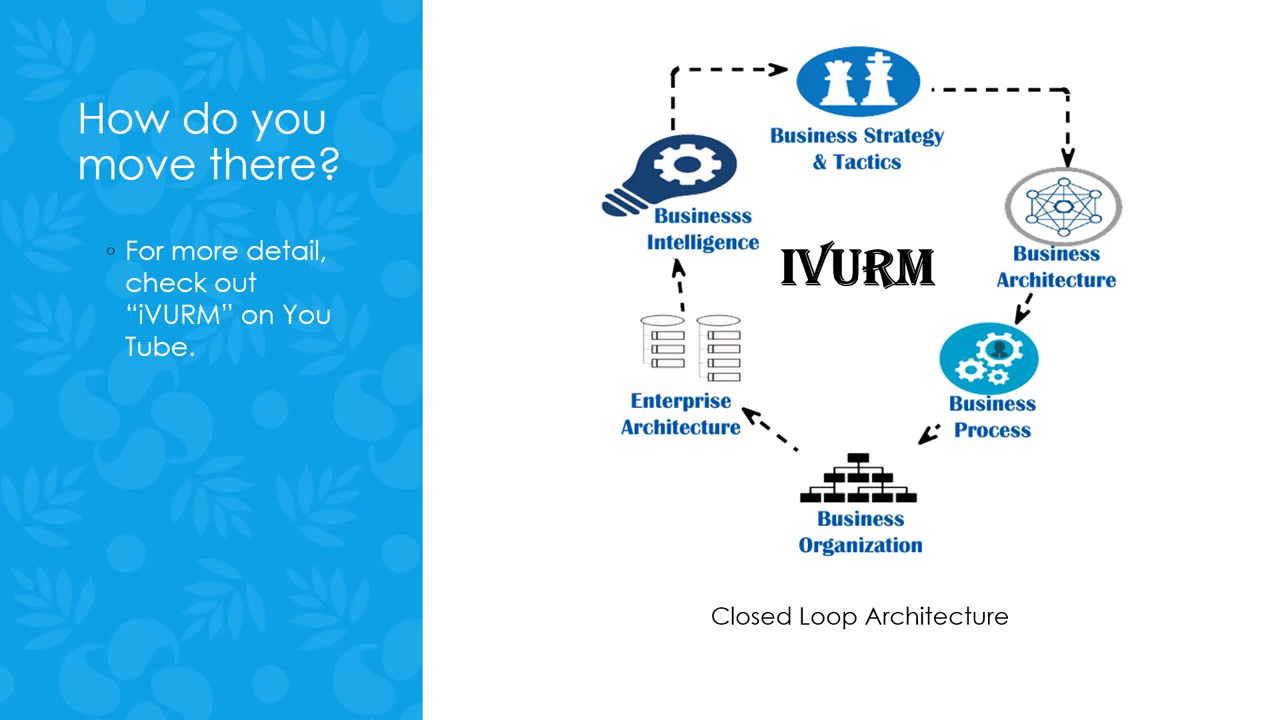 How do you
move there?
For more detail,
check out
“iVURM” on You
Tube.
Business Strategy
& Tactics
Businesss
Intelligence
Business
Architecture
IVURM
Business
Process
Enterprise
Architecture
Business
Organization
Closed Loop Architecture